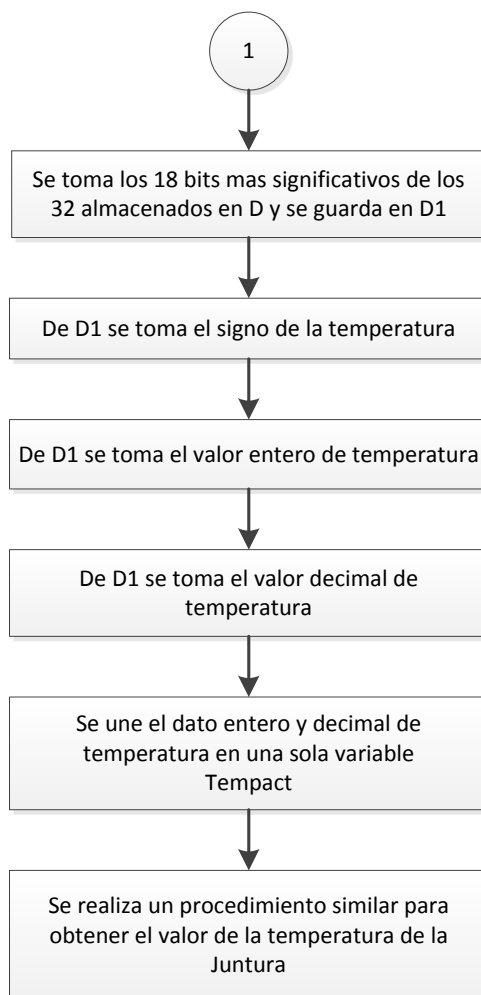 1
Se toma los 18 bits mas significativos de los
32 almacenados en D y se guarda en D1
De D1 se toma el signo de la temperatura
De D1 se toma el valor entero de temperatura
De D1 se toma el valor decimal de
temperatura
Se une el dato entero y decimal de
temperatura en una sola variable
Tempact
Se realiza un procedimiento similar para
obtener el valor de la temperatura de la
Juntura